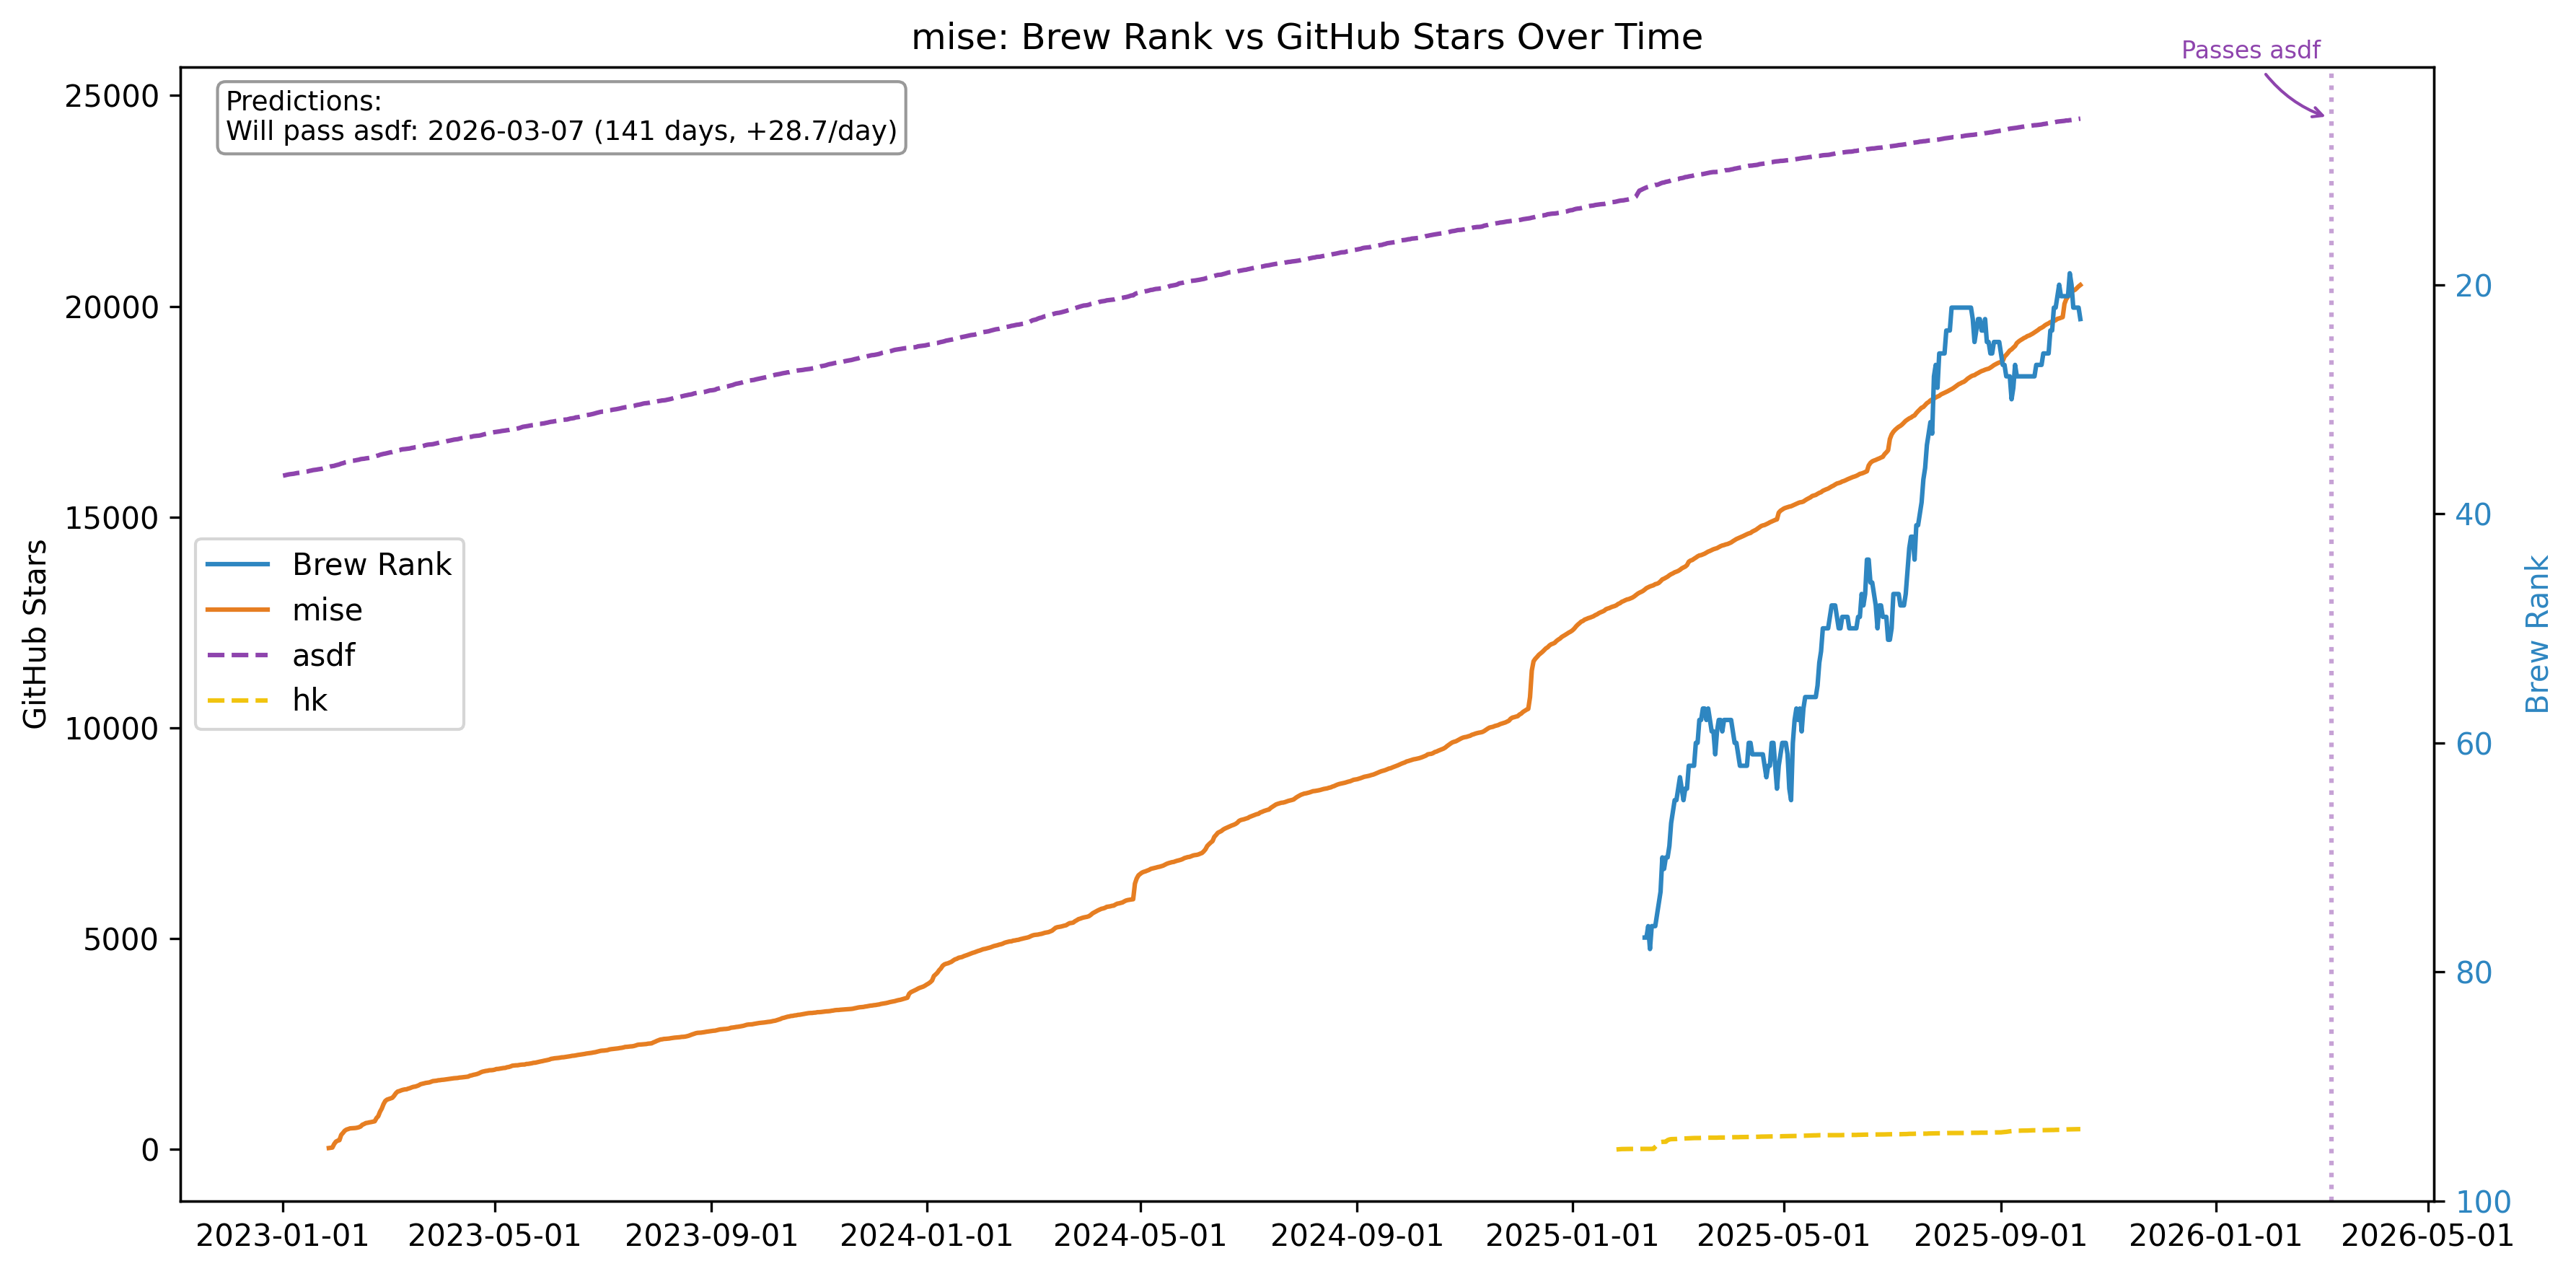 mise: Brew Rank vs GitHub Stars Over Time
Passes asdf
Predictions:
Will pass asdf: 2026-03-07 (141 days, +28.7/day)
25000
20000
15000
10000
5000
0
GitHub Stars
Brew Rank
mise
asdf
hk
20
40
60
80
100
Brew Rank
2023-01-01
2023-05-01
2023-09-01
2024-01-01
2024-05-01
2024-09-01
2025-01-01
2025-05-01
2025-09-01
2026-01-01
2026-05-01